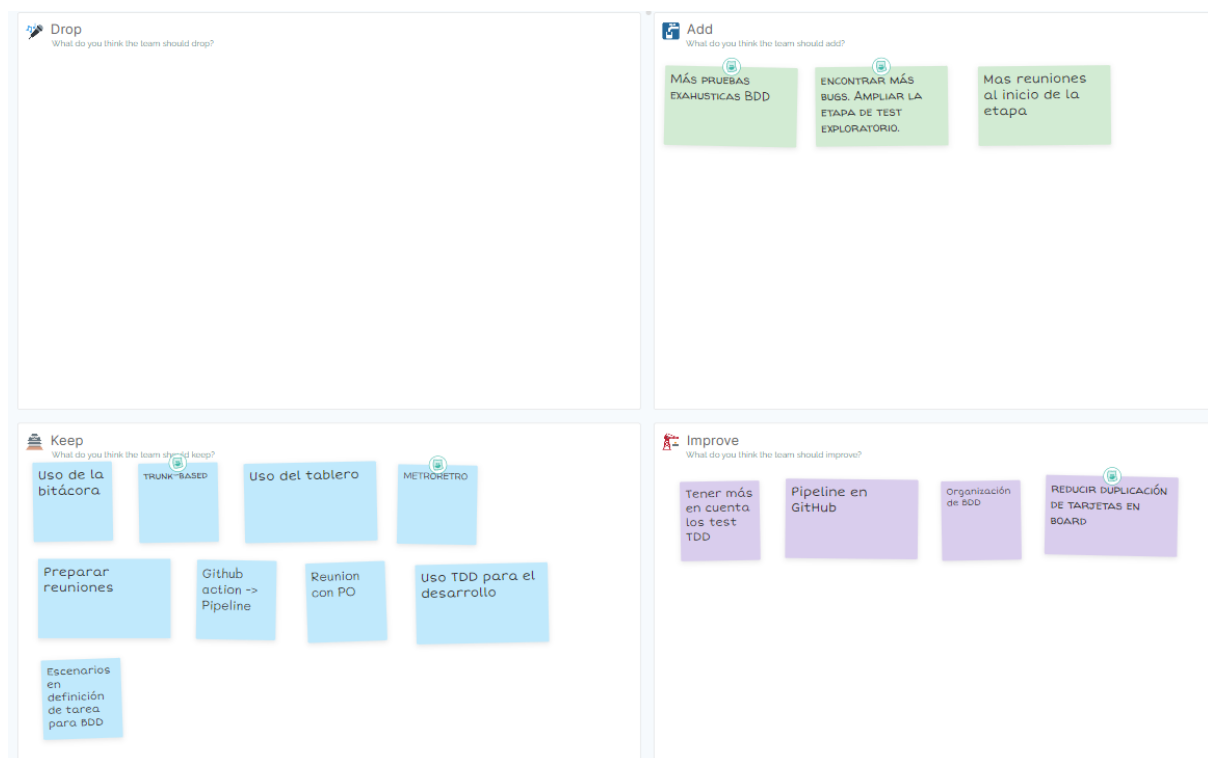 Drop
What do you think the team should drop?
Add
What do you think the team should add?
MÁS PRUEBAS
EXAHUSTICAS BDD
ENCONTRAR MÁS
BUGS. AMPLIAR LA
ETAPA DE TEST
EXPLORATORIO.
Mas reuniones
al inicio de la
etapa
Keep
What do you think the team should keep?
Uso de la
bitácora
TRUNK-BASED
Uso del tablero
METRORETRO
Preparar
reuniones
Github
action ->
Pipeline
Reunion
con PO
Uso TDD para el
desarrollo
Escenarios
en
definición
de tarea
para BDD
Improve
What do you think the team should improve?
Tener más
en cuenta
los test
TDD
Pipeline en
GitHub
Organización
de BDD
REDUCIR DUPLICACIÓN
DE TARJETAS EN
BOARD